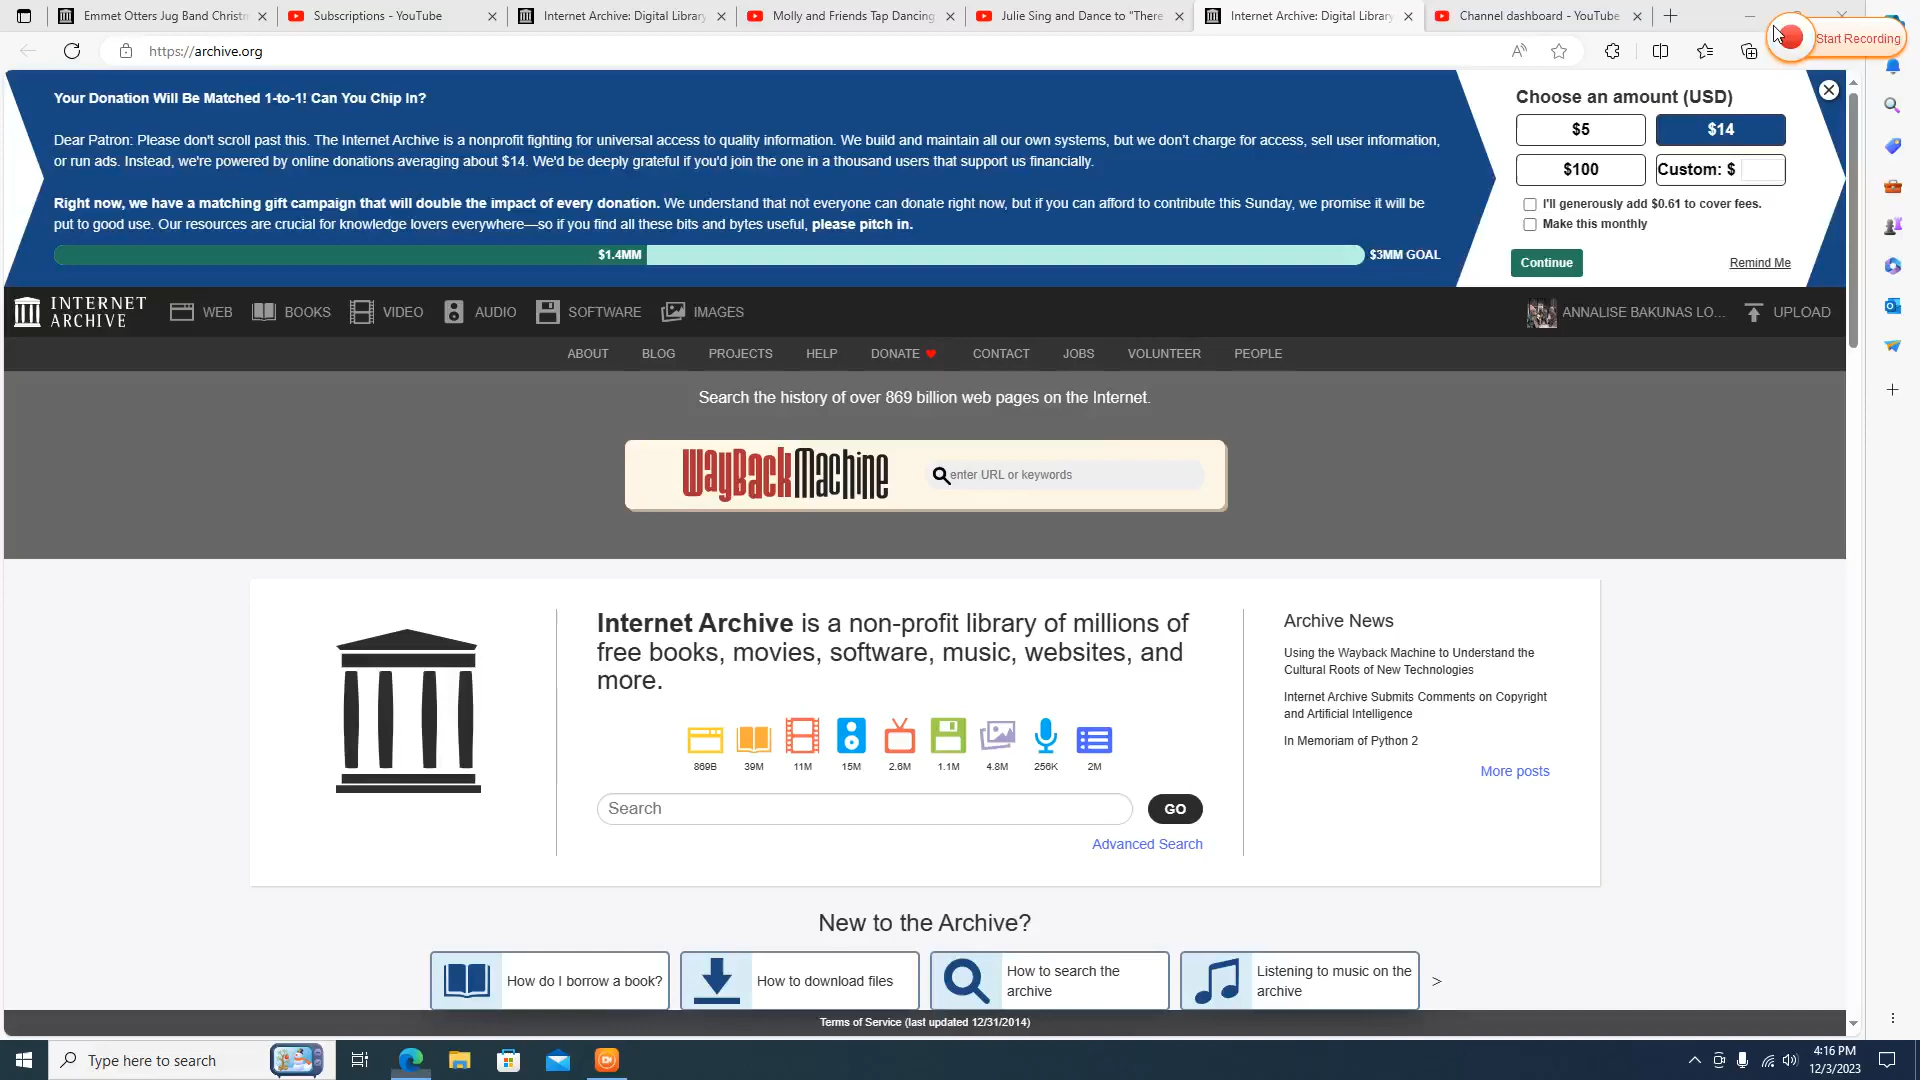 Emmet Otters Jug Band Christm
Subscriptions - YouTube
Internet Archive: Digital Library
Molly and Friends Tap Dancing
Julie Sing and Dance to "There
Internet Archive: Digital Library
Channel dashboard - YouTube
https://archive.org
Start Recording
Your Donation Will Be Matched 1-to-1! Can You Chip In?
Dear Patron: Please don't scroll past this. The Internet Archive is a nonprofit fighting for universal access to quality information. We build and maintain all our own systems, but we don't charge for access, sell user information,
or run ads. Instead, we're powered by online donations averaging about $14. We'd be deeply grateful if you'd join the one in a thousand users that support us financially.
Right now, we have a matching gift campaign that will double the impact of every donation. We understand that not everyone can donate right now, but if you can afford to contribute this Sunday, we promise it will be
put to good use. Our resources are crucial for knowledge lovers everywhere—so if you find all these bits and bytes useful, please pitch in.
$1.4MM
$3MM GOAL
Choose an amount (USD)
$5
$14
$100
Custom: $
I'll generously add $0.61 to cover fees.
Make this monthly
Continue
Remind Me
INTERNET
ARCHIVE
WEB
BOOKS
VIDEO
AUDIO
SOFTWARE
IMAGES
ANNALISE BAKUNAS LO...
UPLOAD
ABOUT
BLOG
PROJECTS
HELP
DONATE
CONTACT
JOBS
VOLUNTEER
PEOPLE
Search the history of over 869 billion web pages on the Internet.
WayBackMachine
enter URL or keywords
Internet Archive is a non-profit library of millions of
free books, movies, software, music, websites, and
more.
869B
39M
11M
15M
2.6M
1.1M
4.8M
256K
2M
Search
GO
Advanced Search
Archive News
Using the Wayback Machine to Understand the
Cultural Roots of New Technologies
Internet Archive Submits Comments on Copyright
and Artificial Intelligence
In Memoriam of Python 2
More posts
New to the Archive?
How do I borrow a book?
How to download files
How to search the
archive
Listening to music on the
archive
>
Terms of Service (last updated 12/31/2014)
Type here to search
4:16 PM
12/3/2023